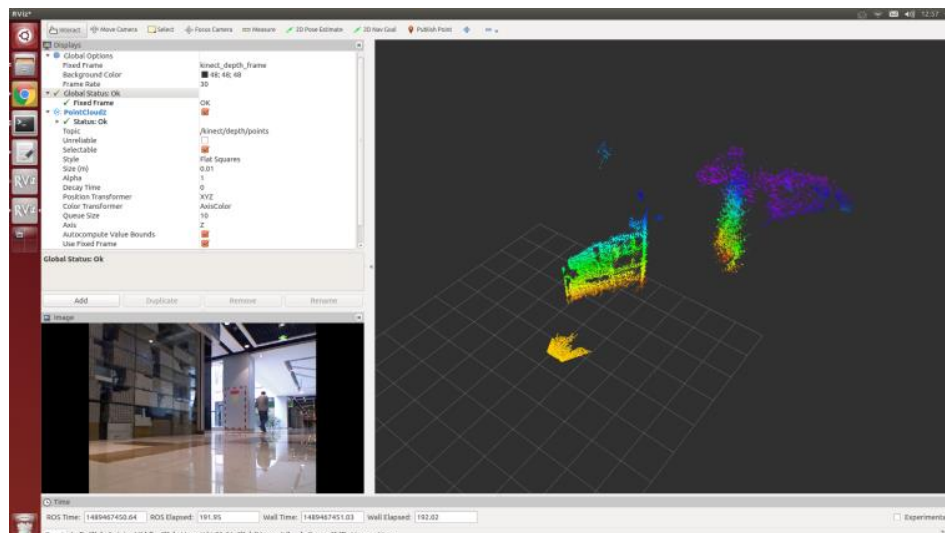 RViz*
12:57
Interact Move Camera Select Focus Camera Measure 2D Pose Estimate 2D Nav Goal Publish Point
Displays
Global Options
Fixed Frame kinect_depth_frame
Background Color 48; 48; 48
Frame Rate 30
Global Status: Ok
Fixed Frame OK
PointCloud2
Status: Ok
Topic /kinect/depth/points
Unreliable
Selectable
Style Flat Squares
Size (m) 0.01
Alpha 1
Decay Time 0
Position Transformer XYZ
Color Transformer AxisColor
Queue Size 10
Axis Z
Autocompute Value Bounds
Use Fixed Frame
Global Status: Ok
Add Duplicate Remove Rename
Image
Time
ROS Time: 1489467450.64 ROS Elapsed: 191.95 Wall Time: 1489467451.03 Wall Elapsed: 192.02 Experimental
RViz
RViz